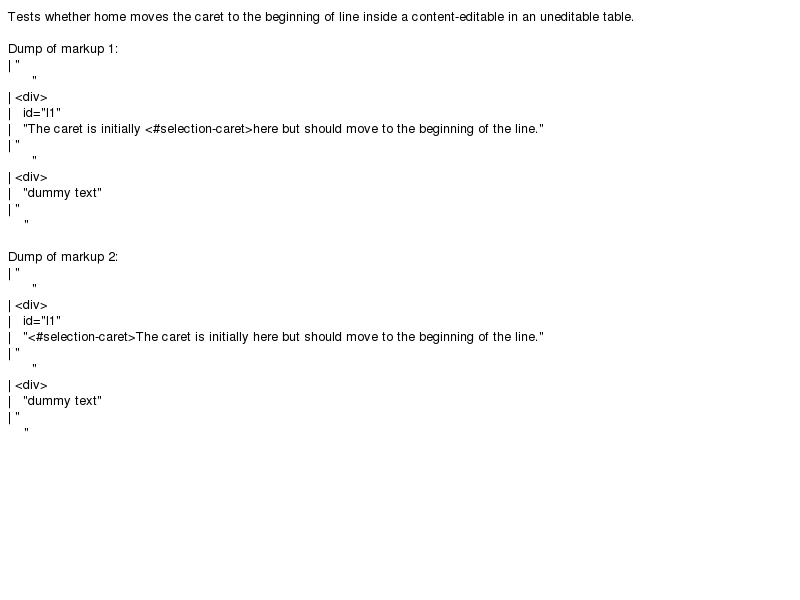 Tests whether home moves the caret to the beginning of line inside a content-editable in an uneditable table.
Dump of markup 1:
| "
"
| <div>
|   id="l1"
|   "The caret is initially <#selection-caret>here but should move to the beginning of the line."
| "
"
| <div>
|   "dummy text"
| "
"
Dump of markup 2:
| "
"
| <div>
|   id="l1"
|   "<#selection-caret>The caret is initially here but should move to the beginning of the line."
| "
"
| <div>
|   "dummy text"
| "
"